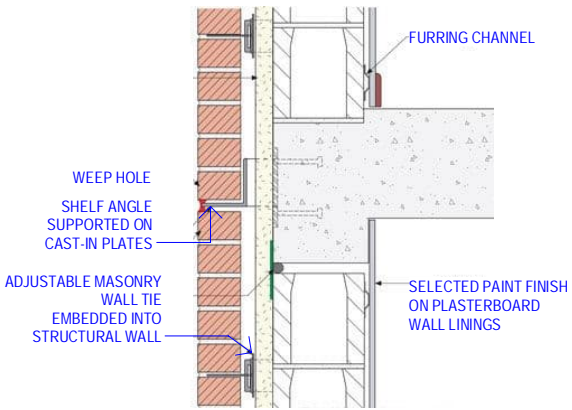 FURRING CHANNEL
WEEP HOLE
SHELF ANGLE
SUPPORTED ON
CAST-IN PLATES
ADJUSTABLE MASONRY
WALL TIE
EMBEDDED INTO
STRUCTURAL WALL
SELECTED PAINT FINISH
ON PLASTERBOARD
WALL LININGS